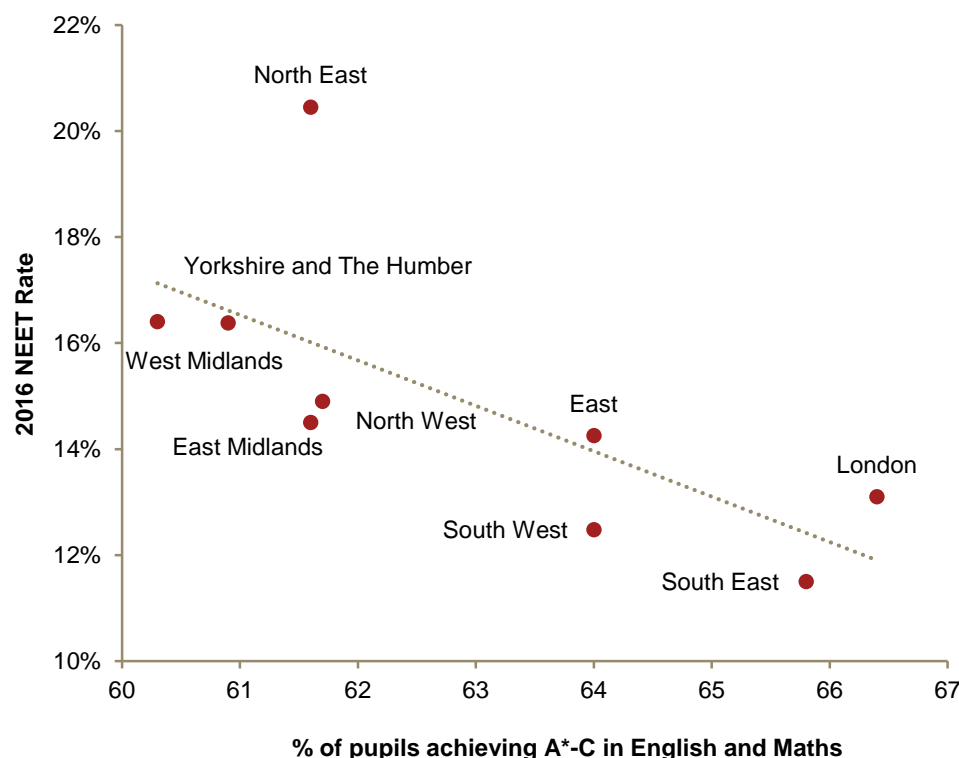 22%
20%
18%
16%
14%
12%
10%
2016 NEET Rate
North East
Yorkshire and The Humber
West Midlands
East Midlands
North West
East
London
South West
South East
60 61 62 63 64 65 66 67
% of pupils achieving A*-C in English and Maths